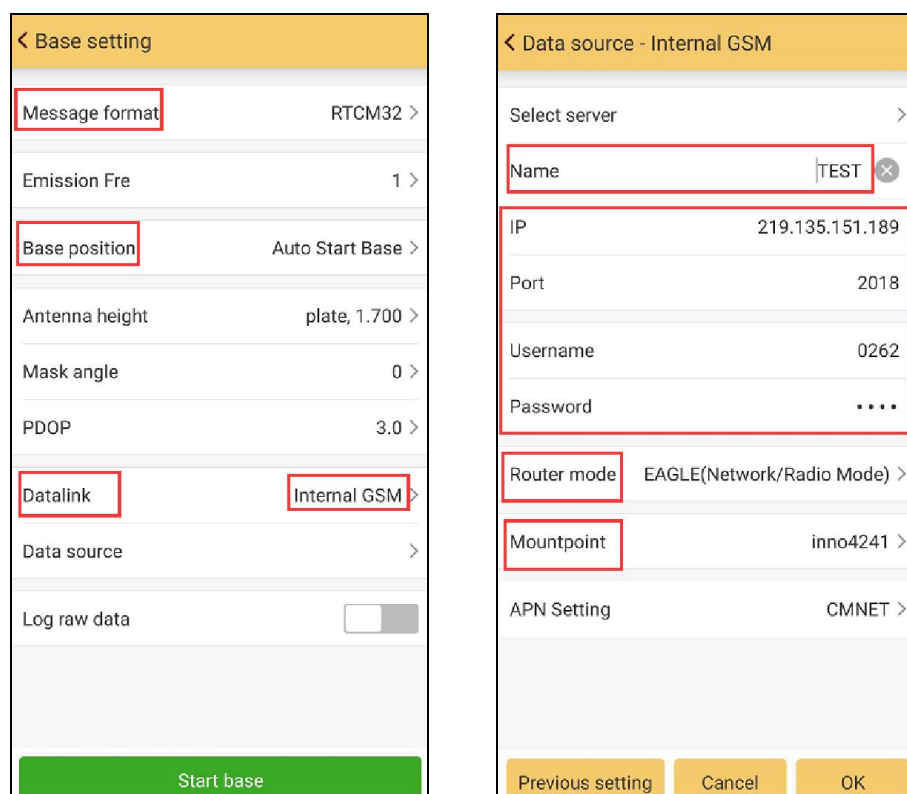 Base setting
Message format RTCM32
Emission Fre 1
Base position Auto Start Base
Antenna height plate, 1.700
Mask angle 0
PDOP 3.0
Datalink Internal GSM
Data source
Log raw data
Start base
Data source - Internal GSM
Select server
Name TEST
IP 219.135.151.189
Port 2018
Username 0262
Password ••••
Router mode EAGLE(Network/Radio Mode)
Mountpoint inno4241
APN Setting CMNET
Previous setting Cancel OK